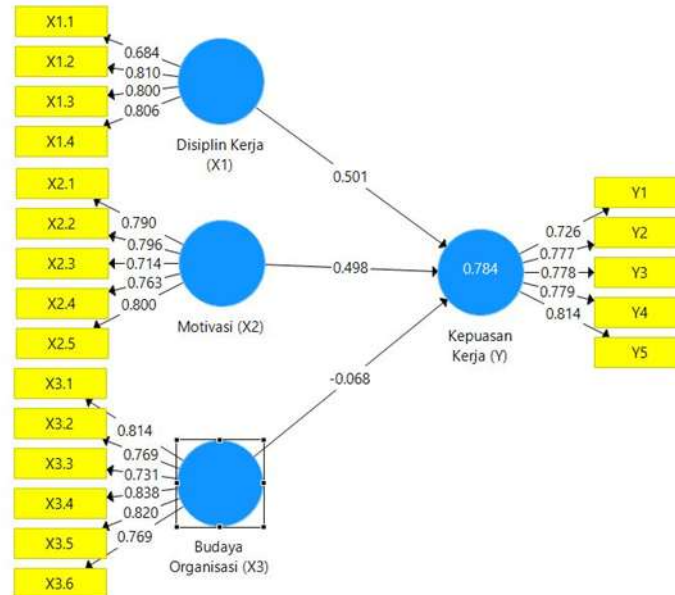 X1.1
0.684
X1.2
0.810
X1.3
0.800
X1.4
0.806
Disiplin Kerja
(X1)
X2.1
0.790
X2.2
0.796
X2.3
0.714
X2.4
0.763
X2.5
0.800
Motivasi (X2)
X3.1
0.814
X3.2
0.769
X3.3
0.731
X3.4
0.838
X3.5
0.820
X3.6
0.769
Budaya
Organisasi (X3)
0.501
0.498
-0.068
0.784
Kepuasan
Kerja (Y)
0.726
Y1
0.777
Y2
0.778
Y3
0.779
Y4
0.814
Y5